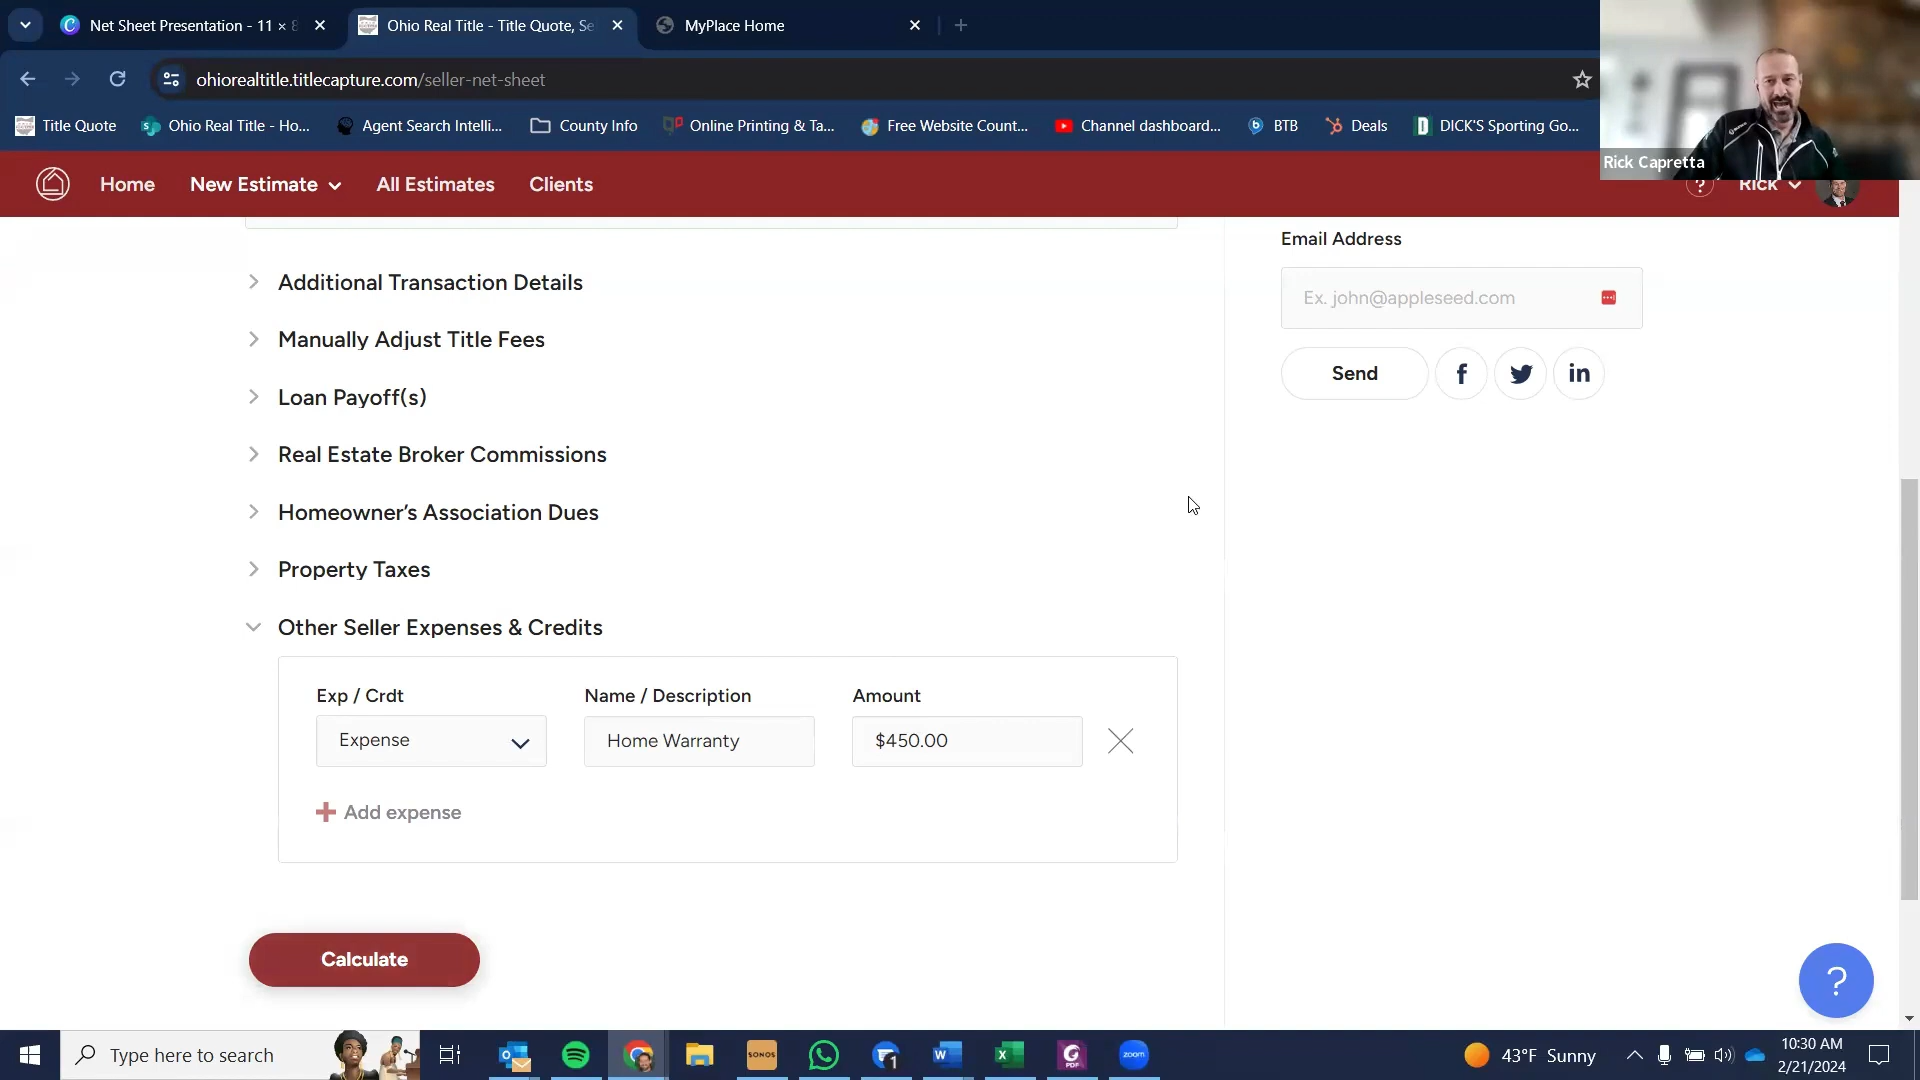 Net Sheet Presentation - 11 × 8
Ohio Real Title - Title Quote, Se
MyPlace Home
ohiorealtitle.titlecapture.com/seller-net-sheet
Title Quote
Ohio Real Title - Ho...
Agent Search Intelli...
County Info
Online Printing & Ta...
Free Website Count...
Channel dashboard...
BTB
Deals
DICK'S Sporting Go...
Rick Capretta
Home
New Estimate
All Estimates
Clients
?
Rick
Email Address
Ex. john@appleseed.com
Send
Additional Transaction Details
Manually Adjust Title Fees
Loan Payoff(s)
Real Estate Broker Commissions
Homeowner’s Association Dues
Property Taxes
Other Seller Expenses & Credits
Exp / Crdt
Name / Description
Amount
Expense
Home Warranty
$450.00
Add expense
Calculate
?
Type here to search
SONOS
1
PDF
zoom
43°F Sunny
10:30 AM
2/21/2024